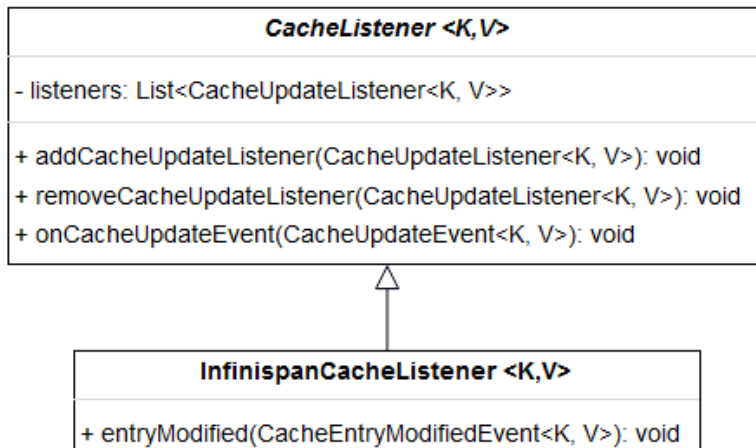 CacheListener <K,V>
- listeners: List<CacheUpdateListener<K, V>>
+ addCacheUpdateListener(CacheUpdateListener<K, V>): void
+ removeCacheUpdateListener(CacheUpdateListener<K, V>): void
+ onCacheUpdateEvent(CacheUpdateEvent<K, V>): void
InfinispanCacheListener <K,V>
+ entryModified(CacheEntryModifiedEvent<K, V>): void